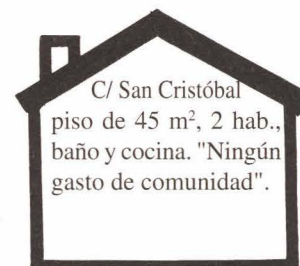 C/ San Cristóbal
piso de 45 m², 2 hab.,
baño y cocina. "Ningún
gasto de comunidad".